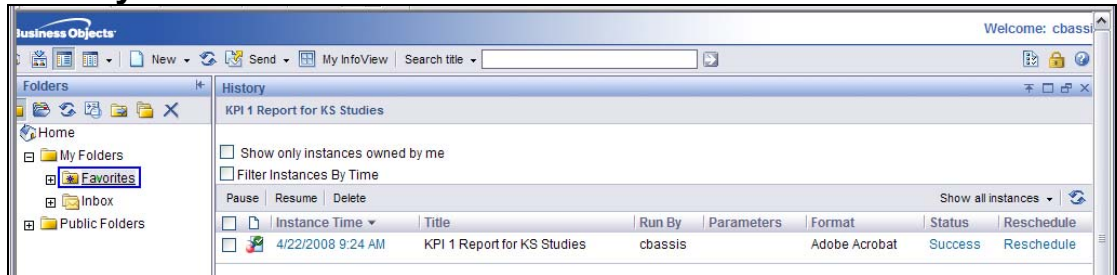 Business Objects
Welcome: cbassi
New Send My InfoView Search title
Folders
History
KPI 1 Report for KS Studies
Home
My Folders
Favorites
Inbox
Public Folders
Show only instances owned by me
Filter Instances By Time
Pause Resume Delete Show all instances
Instance Time Title Run By Parameters Format Status Reschedule
4/22/2008 9:24 AM KPI 1 Report for KS Studies cbassis Adobe Acrobat Success Reschedule